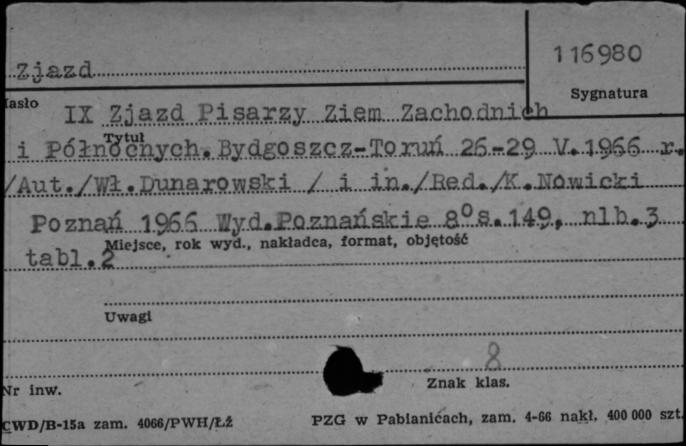 116980
Zjazd
Sygnatura
Hasło
IX Zjazd Pisarzy Ziem Zachodnich
Tytuł
i Północnych.Bydgoszcz-Toruń 26-29 V.1966 r.
/Aut./Wł.Dunarowski / i in./Red./K.Nowicki
Poznań 1966 Wyd.Poznańskie 8⁰s.149, nlb.3
Miejsce, rok wyd., nakładca, format, objętość
tabl.2
Uwagi
8
Nr inw.
Znak klas.
CWD/B-15a zam. 4066/PWH/Łź
PZG w Pabianicach, zam. 4-66 nakł. 400 000 szt.